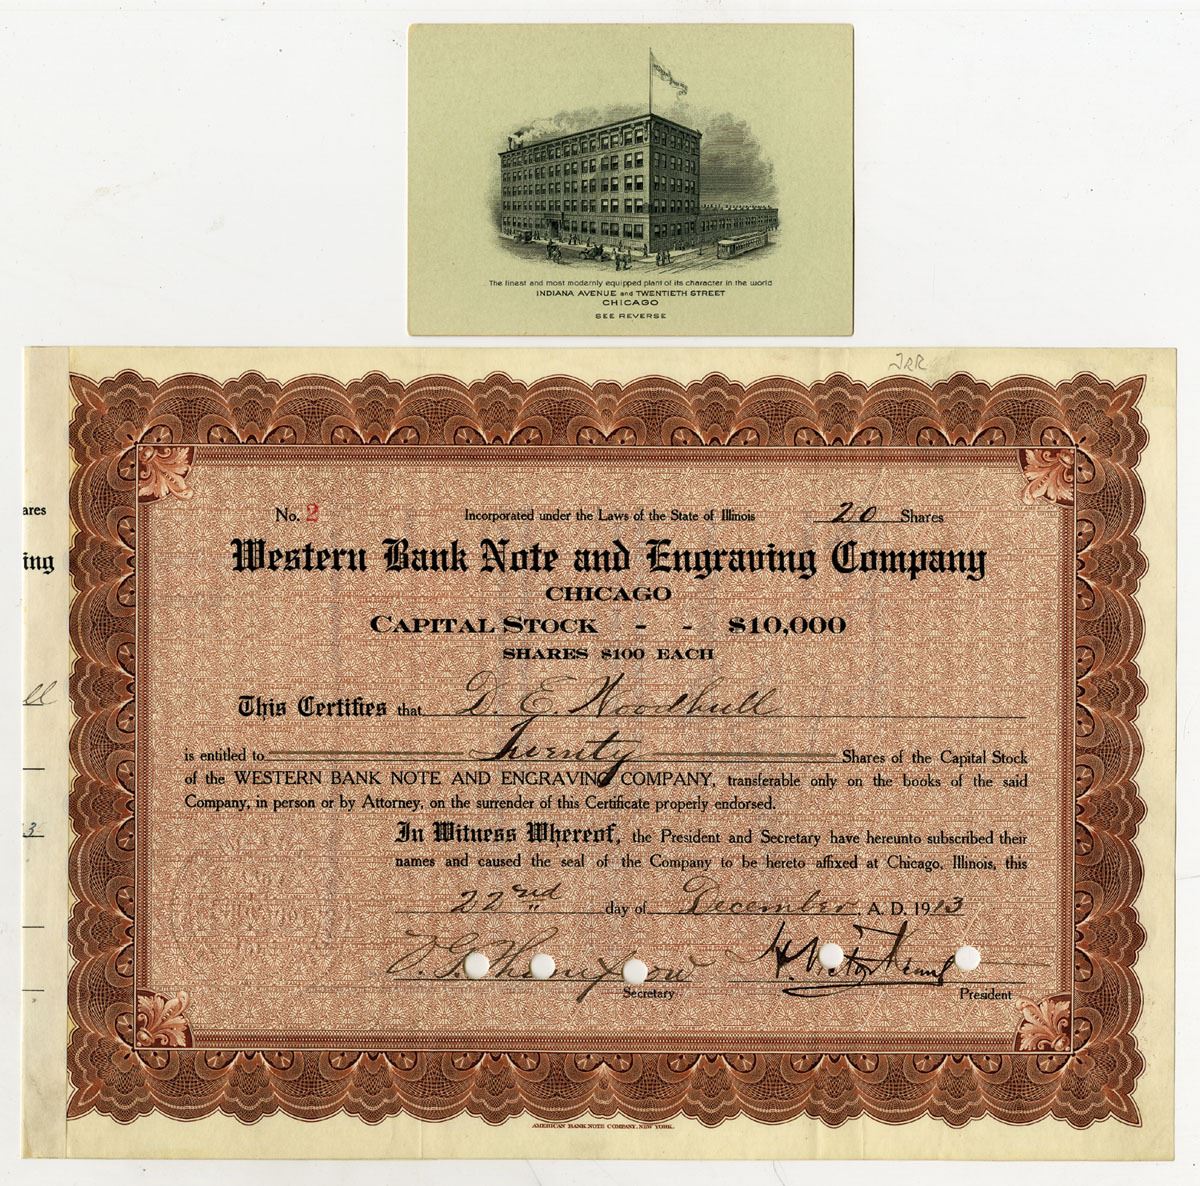 The finest and most modernly equipped plant of its character in the world
INDIANA AVENUE and TWENTIETH STREET
CHICAGO
SEE REVERSE
JRR
ares
ing
ll
3
No. 2 Incorporated under the Laws of the State of Illinois 20 Shares
Western Bank Note and Engraving Company
CHICAGO
CAPITAL STOCK - - $10,000
SHARES $100 EACH
This Certifies that D. E. Woodhull
is entitled to Twenty Shares of the Capital Stock
of the WESTERN BANK NOTE AND ENGRAVING COMPANY, transferable only on the books of the said
Company, in person or by Attorney, on the surrender of this Certificate properly endorsed.
In Witness Whereof, the President and Secretary have hereunto subscribed their
names and caused the seal of the Company to be hereto affixed at Chicago, Illinois, this
22nd day of December A. D. 1913
Secretary President
AMERICAN BANK NOTE COMPANY, NEW YORK.